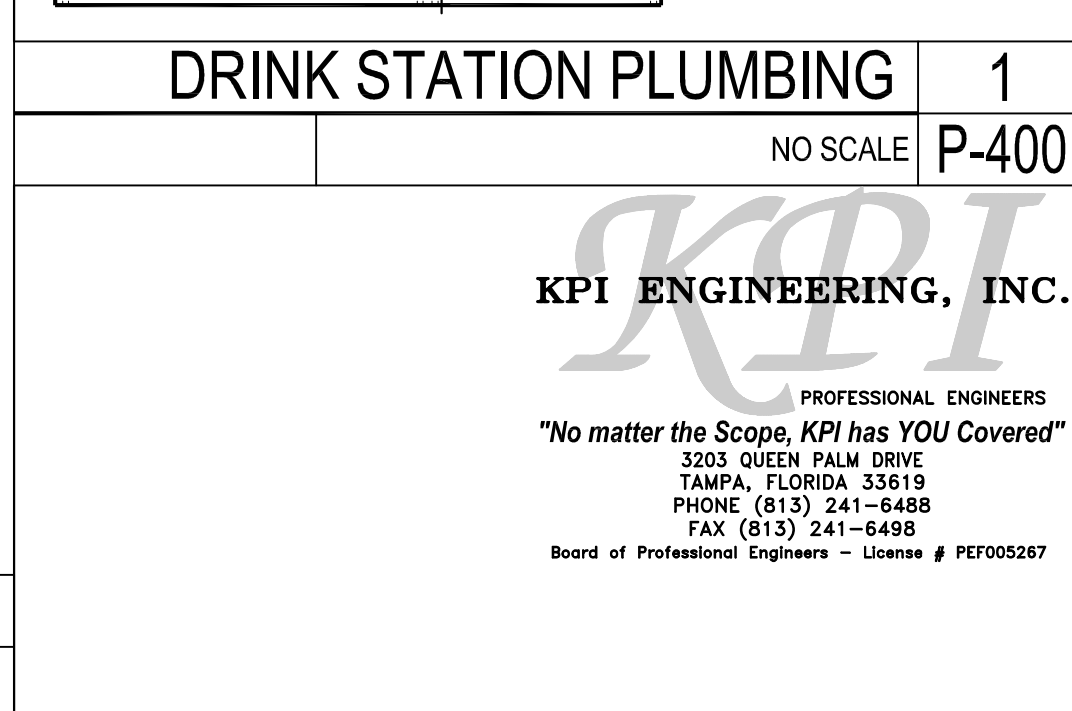 DRINK STATION PLUMBING 1
NO SCALE P-400
KPI
KPI ENGINEERING, INC.
PROFESSIONAL ENGINEERS
"No matter the Scope, KPI has YOU Covered"
3203 QUEEN PALM DRIVE
TAMPA, FLORIDA 33619
PHONE (813) 241-6488
FAX (813) 241-6498
Board of Professional Engineers - License # PEF005267